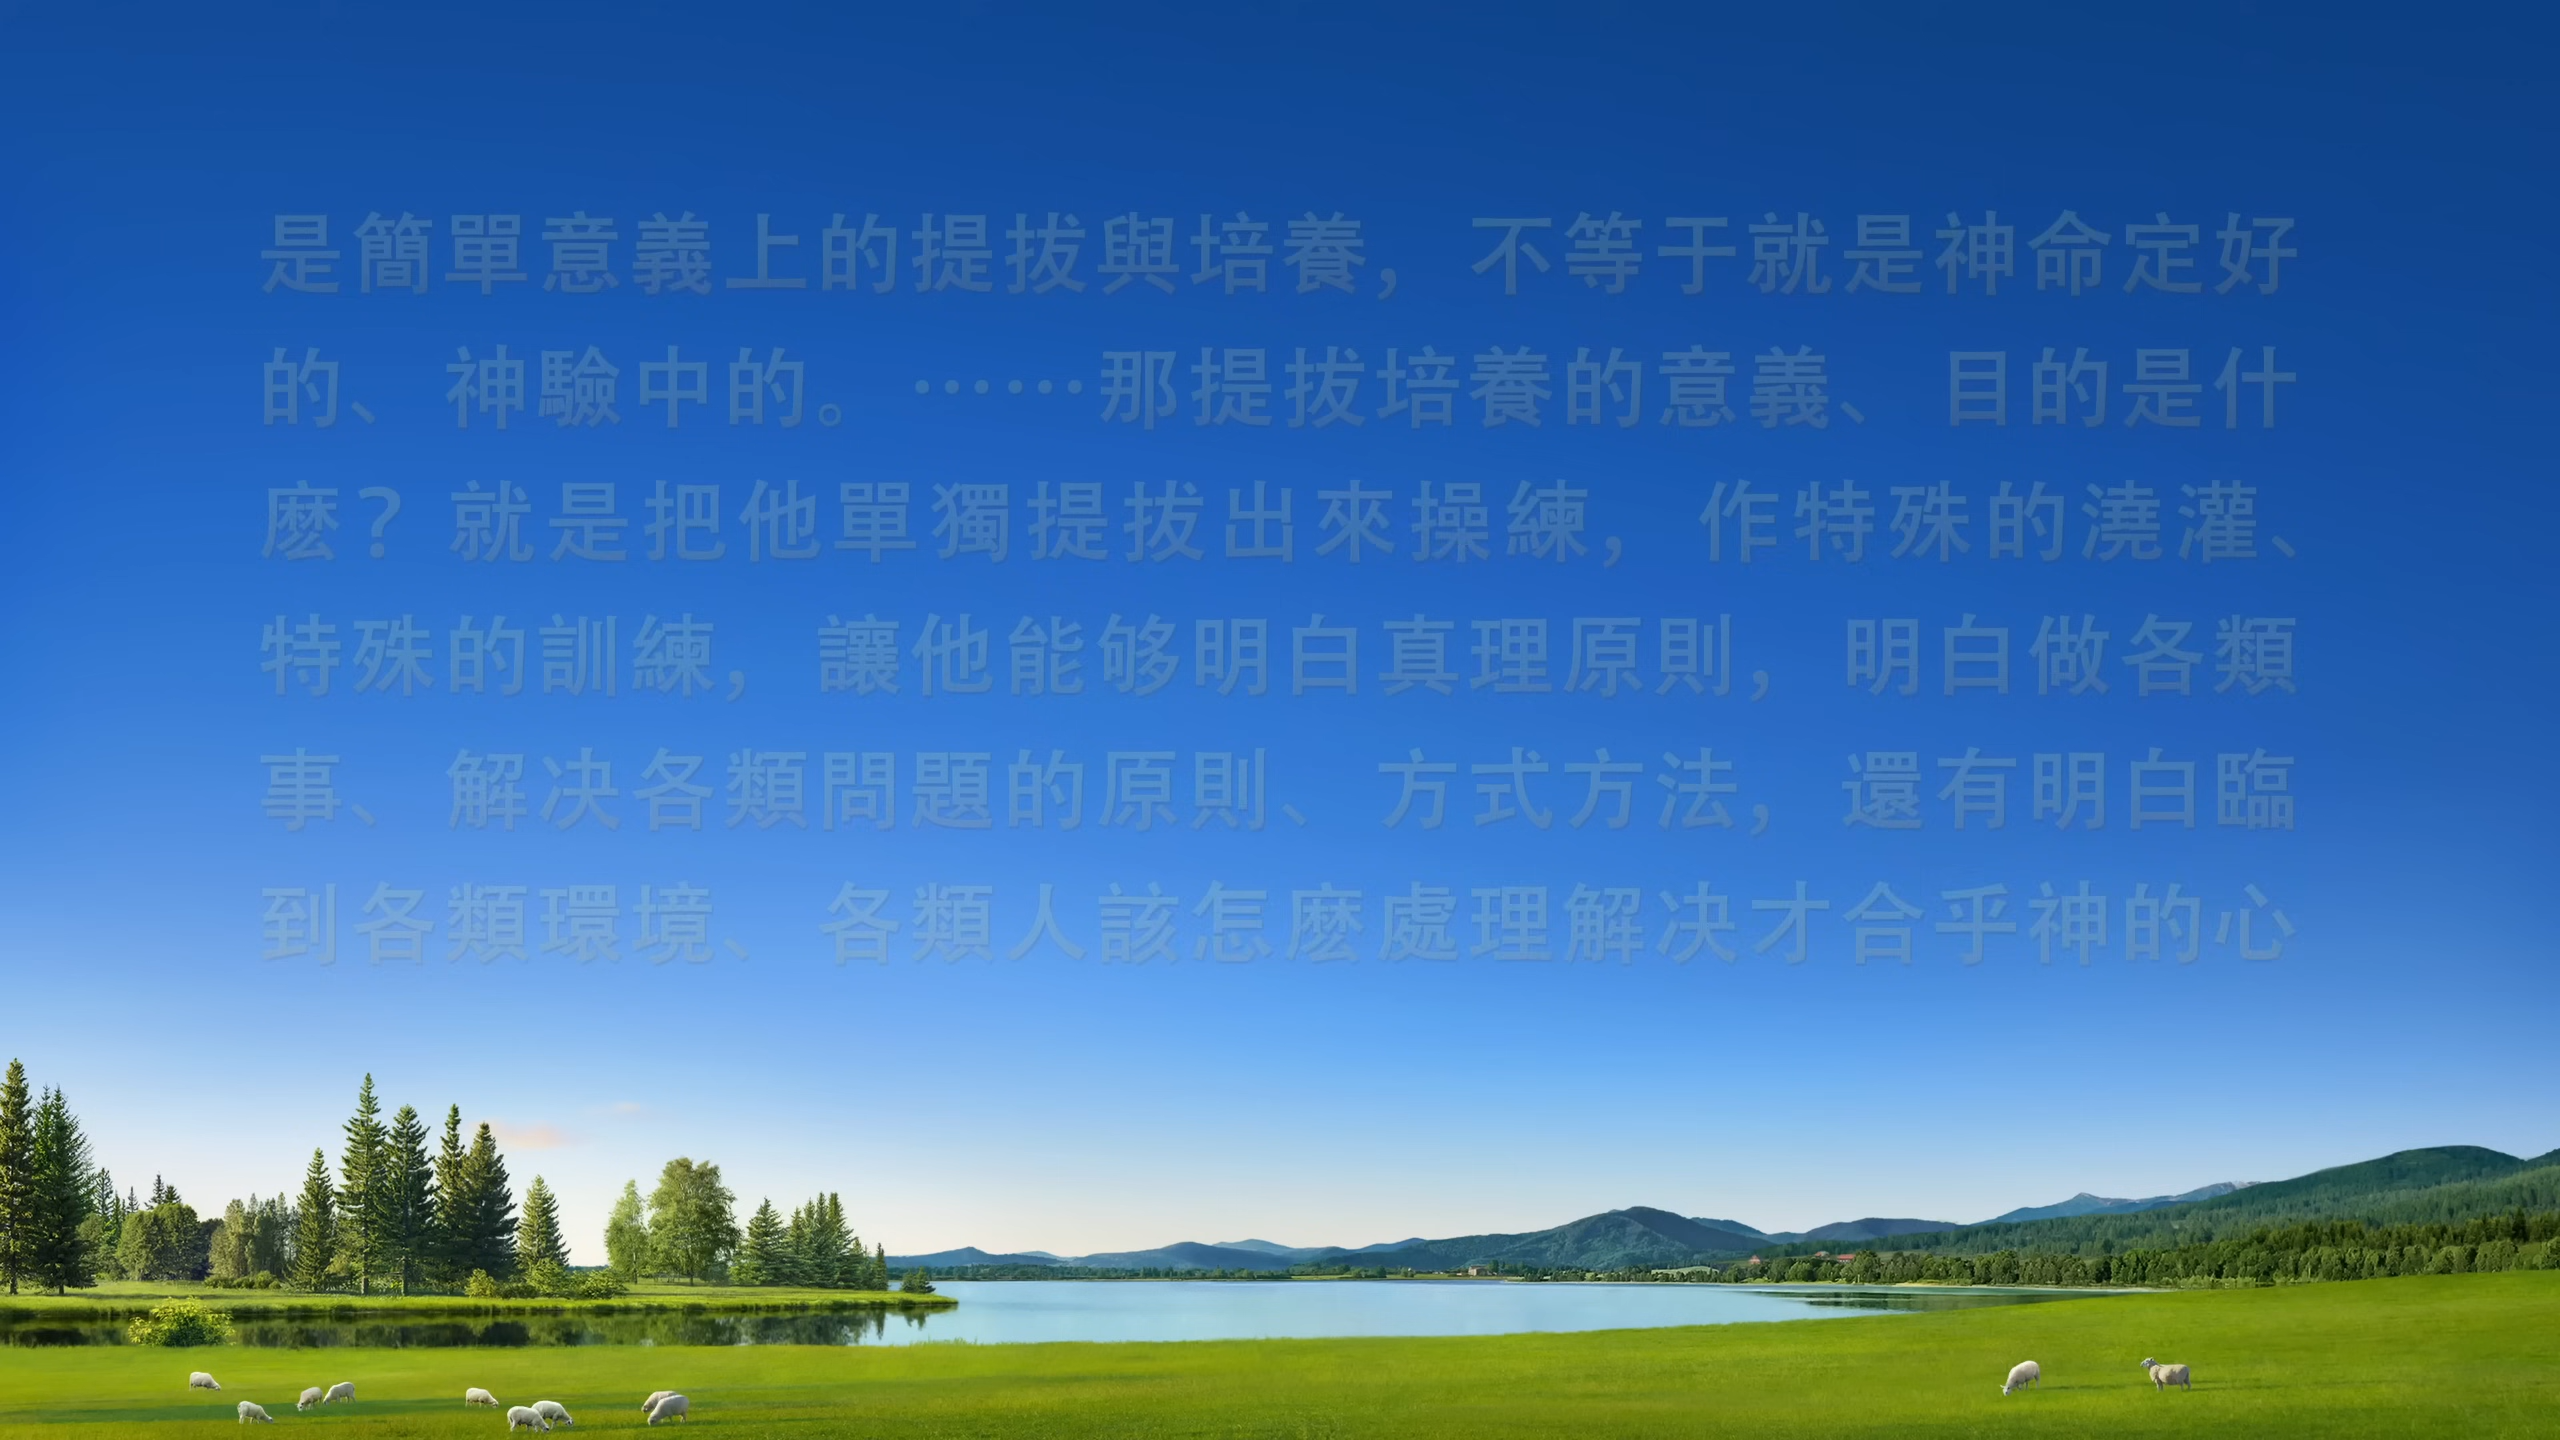 是簡單意義上的提拔與培養，不等于就是神命定好
的、神驗中的。……那提拔培養的意義、目的是什
麽？就是把他單獨提拔出來操練，作特殊的澆灌、
特殊的訓練，讓他能够明白真理原則，明白做各類
事、解决各類問題的原則、方式方法，還有明白臨
到各類環境、各類人該怎麽處理解决才合乎神的心